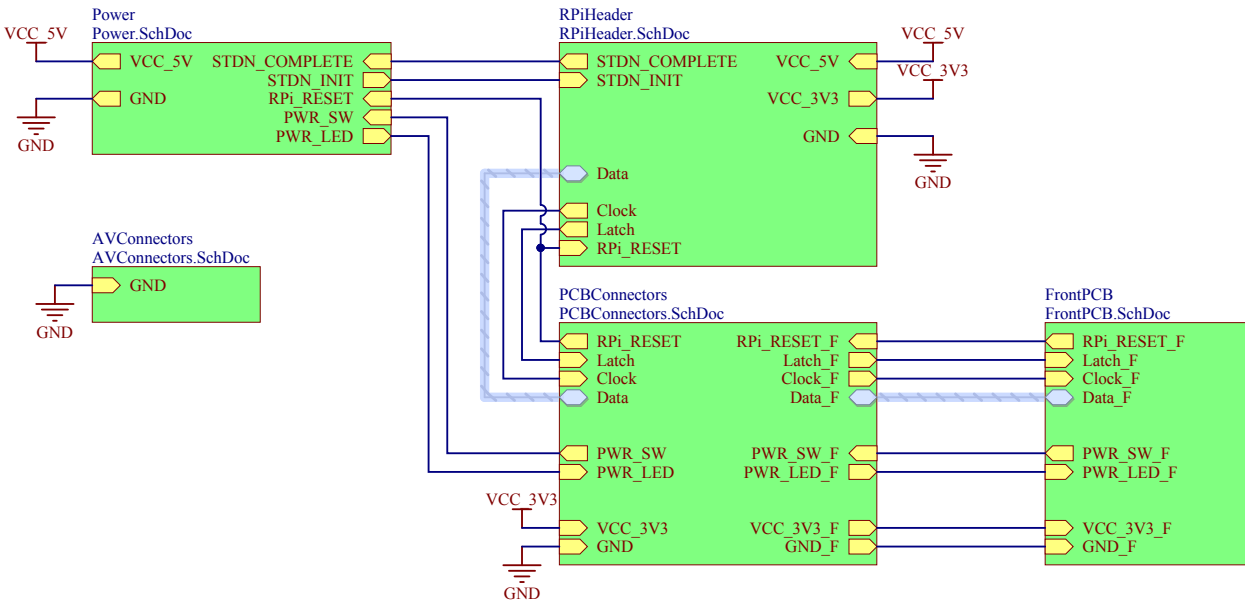 Power
Power.SchDoc
VCC_5V
VCC_5V
GND
GND
STDN_COMPLETE
STDN_INIT
RPi_RESET
PWR_SW
PWR_LED
RPiHeader
RPiHeader.SchDoc
STDN_COMPLETE
STDN_INIT
Data
Clock
Latch
RPi_RESET
VCC_5V
VCC_3V3
GND
VCC_5V
VCC_3V3
GND
AVConnectors
AVConnectors.SchDoc
GND
GND
PCBConnectors
PCBConnectors.SchDoc
RPi_RESET
Latch
Clock
Data
PWR_SW
PWR_LED
VCC_3V3
VCC_3V3
GND
GND
RPi_RESET_F
Latch_F
Clock_F
Data_F
PWR_SW_F
PWR_LED_F
VCC_3V3_F
GND_F
FrontPCB
FrontPCB.SchDoc
RPi_RESET_F
Latch_F
Clock_F
Data_F
PWR_SW_F
PWR_LED_F
VCC_3V3_F
GND_F